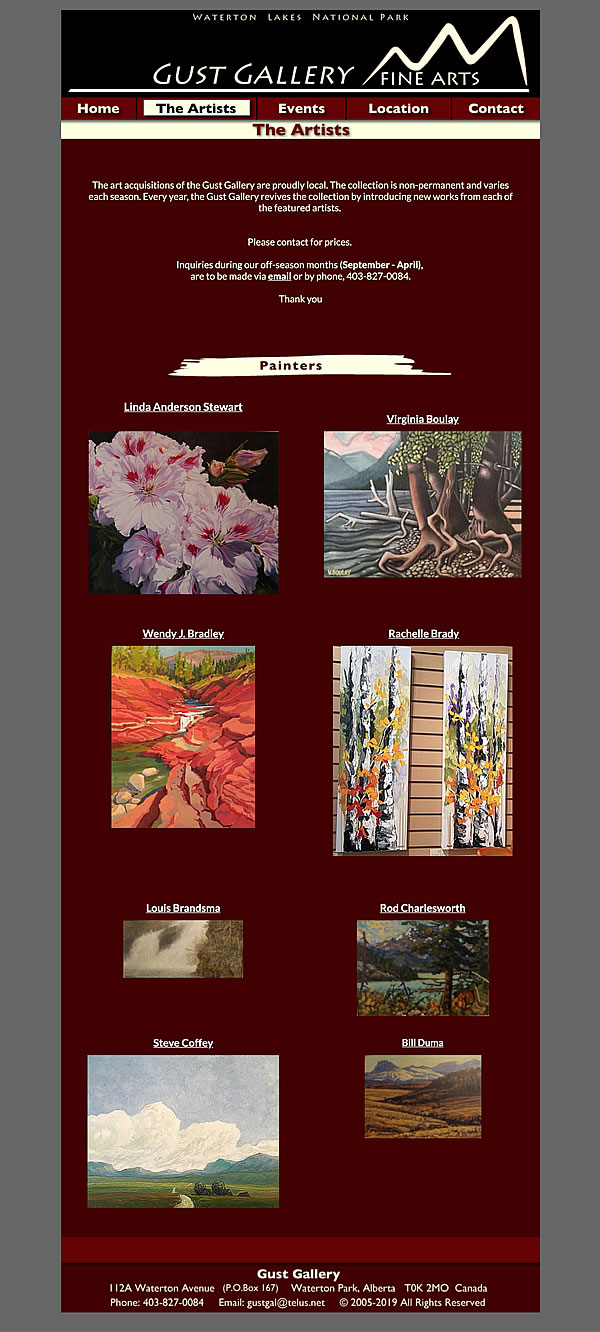 Waterton Lakes National Park
Gust Gallery
Fine Arts
Home The Artists Events Location Contact
The Artists
The art acquisitions of the Gust Gallery are proudly local. The collection is non-permanent and varies
each season. Every year, the Gust Gallery revives the collection by introducing new works from each of
the featured artists.
Please contact for prices.
Inquiries during our off-season months (September - April),
are to be made via email or by phone, 403-827-0084.
Thank you
Painters
Linda Anderson Stewart
Virginia Boulay
V.BOULAY
Wendy J. Bradley
Rachelle Brady
Louis Brandsma
Rod Charlesworth
Steve Coffey
Bill Duma
Gust Gallery
112A Waterton Avenue (P.O.Box 167) Waterton Park, Alberta T0K 2MO Canada
Phone: 403-827-0084 Email: gustgal@telus.net © 2005-2019 All Rights Reserved